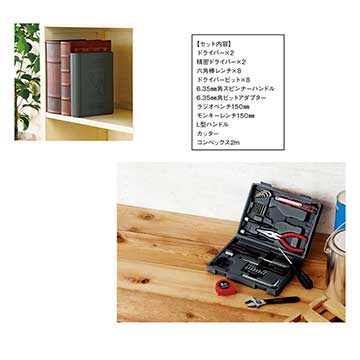 【セット内容】
ドライバー×2
精密ドライバー×2
六角棒レンチ×8
ドライバービット×8
6.35㎜角スピンナーハンドル
6.35㎜角ビットアダプター
ラジオペンチ150㎜
モンキーレンチ150㎜
L型ハンドル
カッター
コンベックス2m